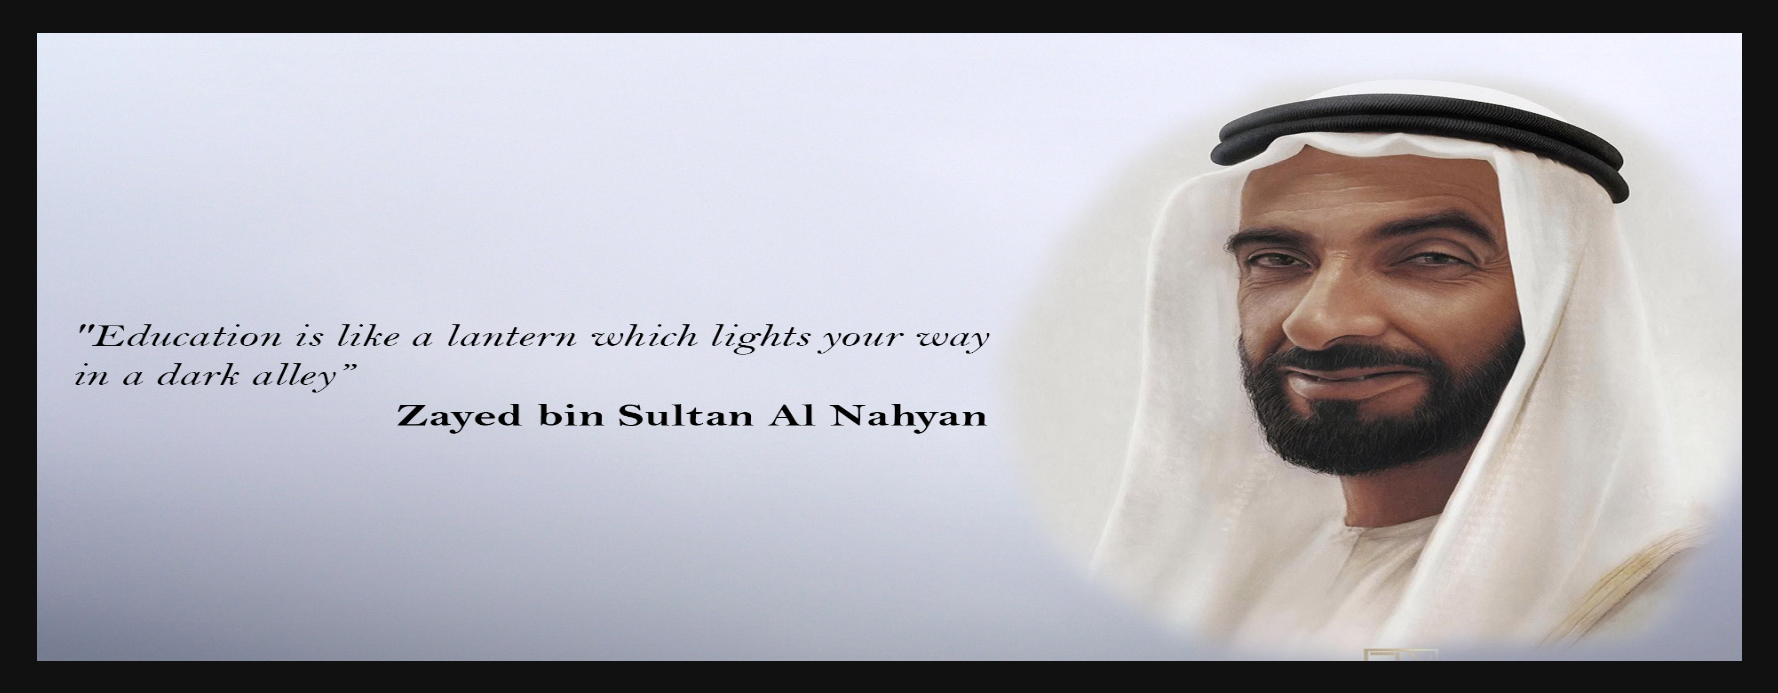 "Education is like a lantern which lights your way
in a dark alley”
Zayed bin Sultan Al Nahyan